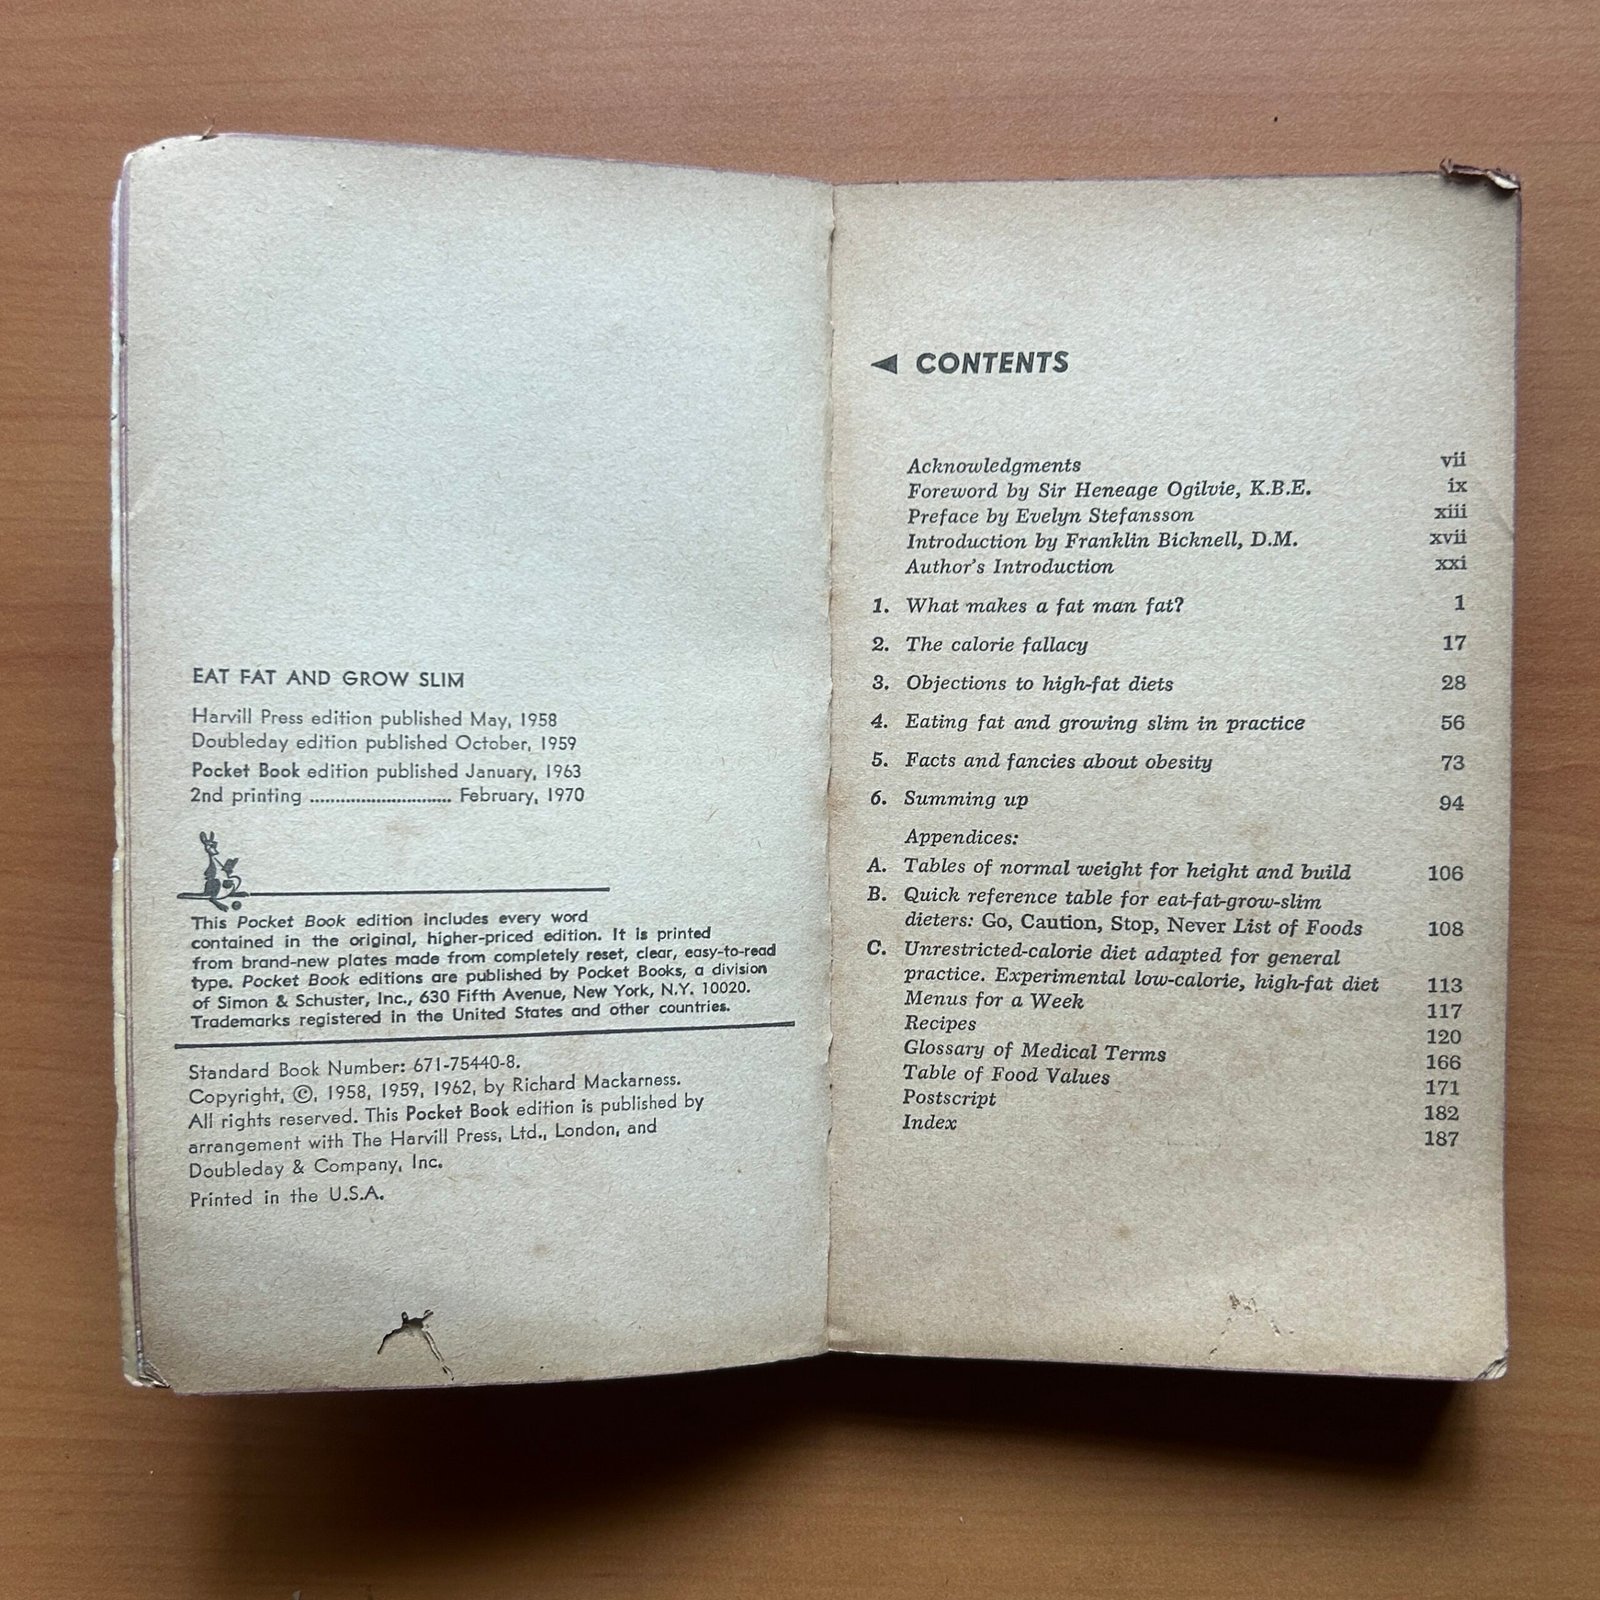 EAT FAT AND GROW SLIM
Harvill Press edition published May, 1958
Doubleday edition published October, 1959
Pocket Book edition published January, 1963
2nd printing ............................ February, 1970
This Pocket Book edition includes every word
contained in the original, higher-priced edition. It is printed
from brand-new plates made from completely reset, clear, easy-to-read
type. Pocket Book editions are published by Pocket Books, a division
of Simon & Schuster, Inc., 630 Fifth Avenue, New York, N.Y. 10020.
Trademarks registered in the United States and other countries.
Standard Book Number: 671-75440-8.
Copyright, ©, 1958, 1959, 1962, by Richard Mackarness.
All rights reserved. This Pocket Book edition is published by
arrangement with The Harvill Press, Ltd., London, and
Doubleday & Company, Inc.
Printed in the U.S.A.
CONTENTS
Acknowledgments vii
Foreword by Sir Heneage Ogilvie, K.B.E. ix
Preface by Evelyn Stefansson xiii
Introduction by Franklin Bicknell, D.M. xvii
Author's Introduction xxi
1. What makes a fat man fat? 1
2. The calorie fallacy 17
3. Objections to high-fat diets 28
4. Eating fat and growing slim in practice 56
5. Facts and fancies about obesity 73
6. Summing up 94
Appendices:
A. Tables of normal weight for height and build 106
B. Quick reference table for eat-fat-grow-slim
dieters: Go, Caution, Stop, Never List of Foods 108
C. Unrestricted-calorie diet adapted for general
practice. Experimental low-calorie, high-fat diet 113
Menus for a Week 117
Recipes 120
Glossary of Medical Terms 166
Table of Food Values 171
Postscript 182
Index 187